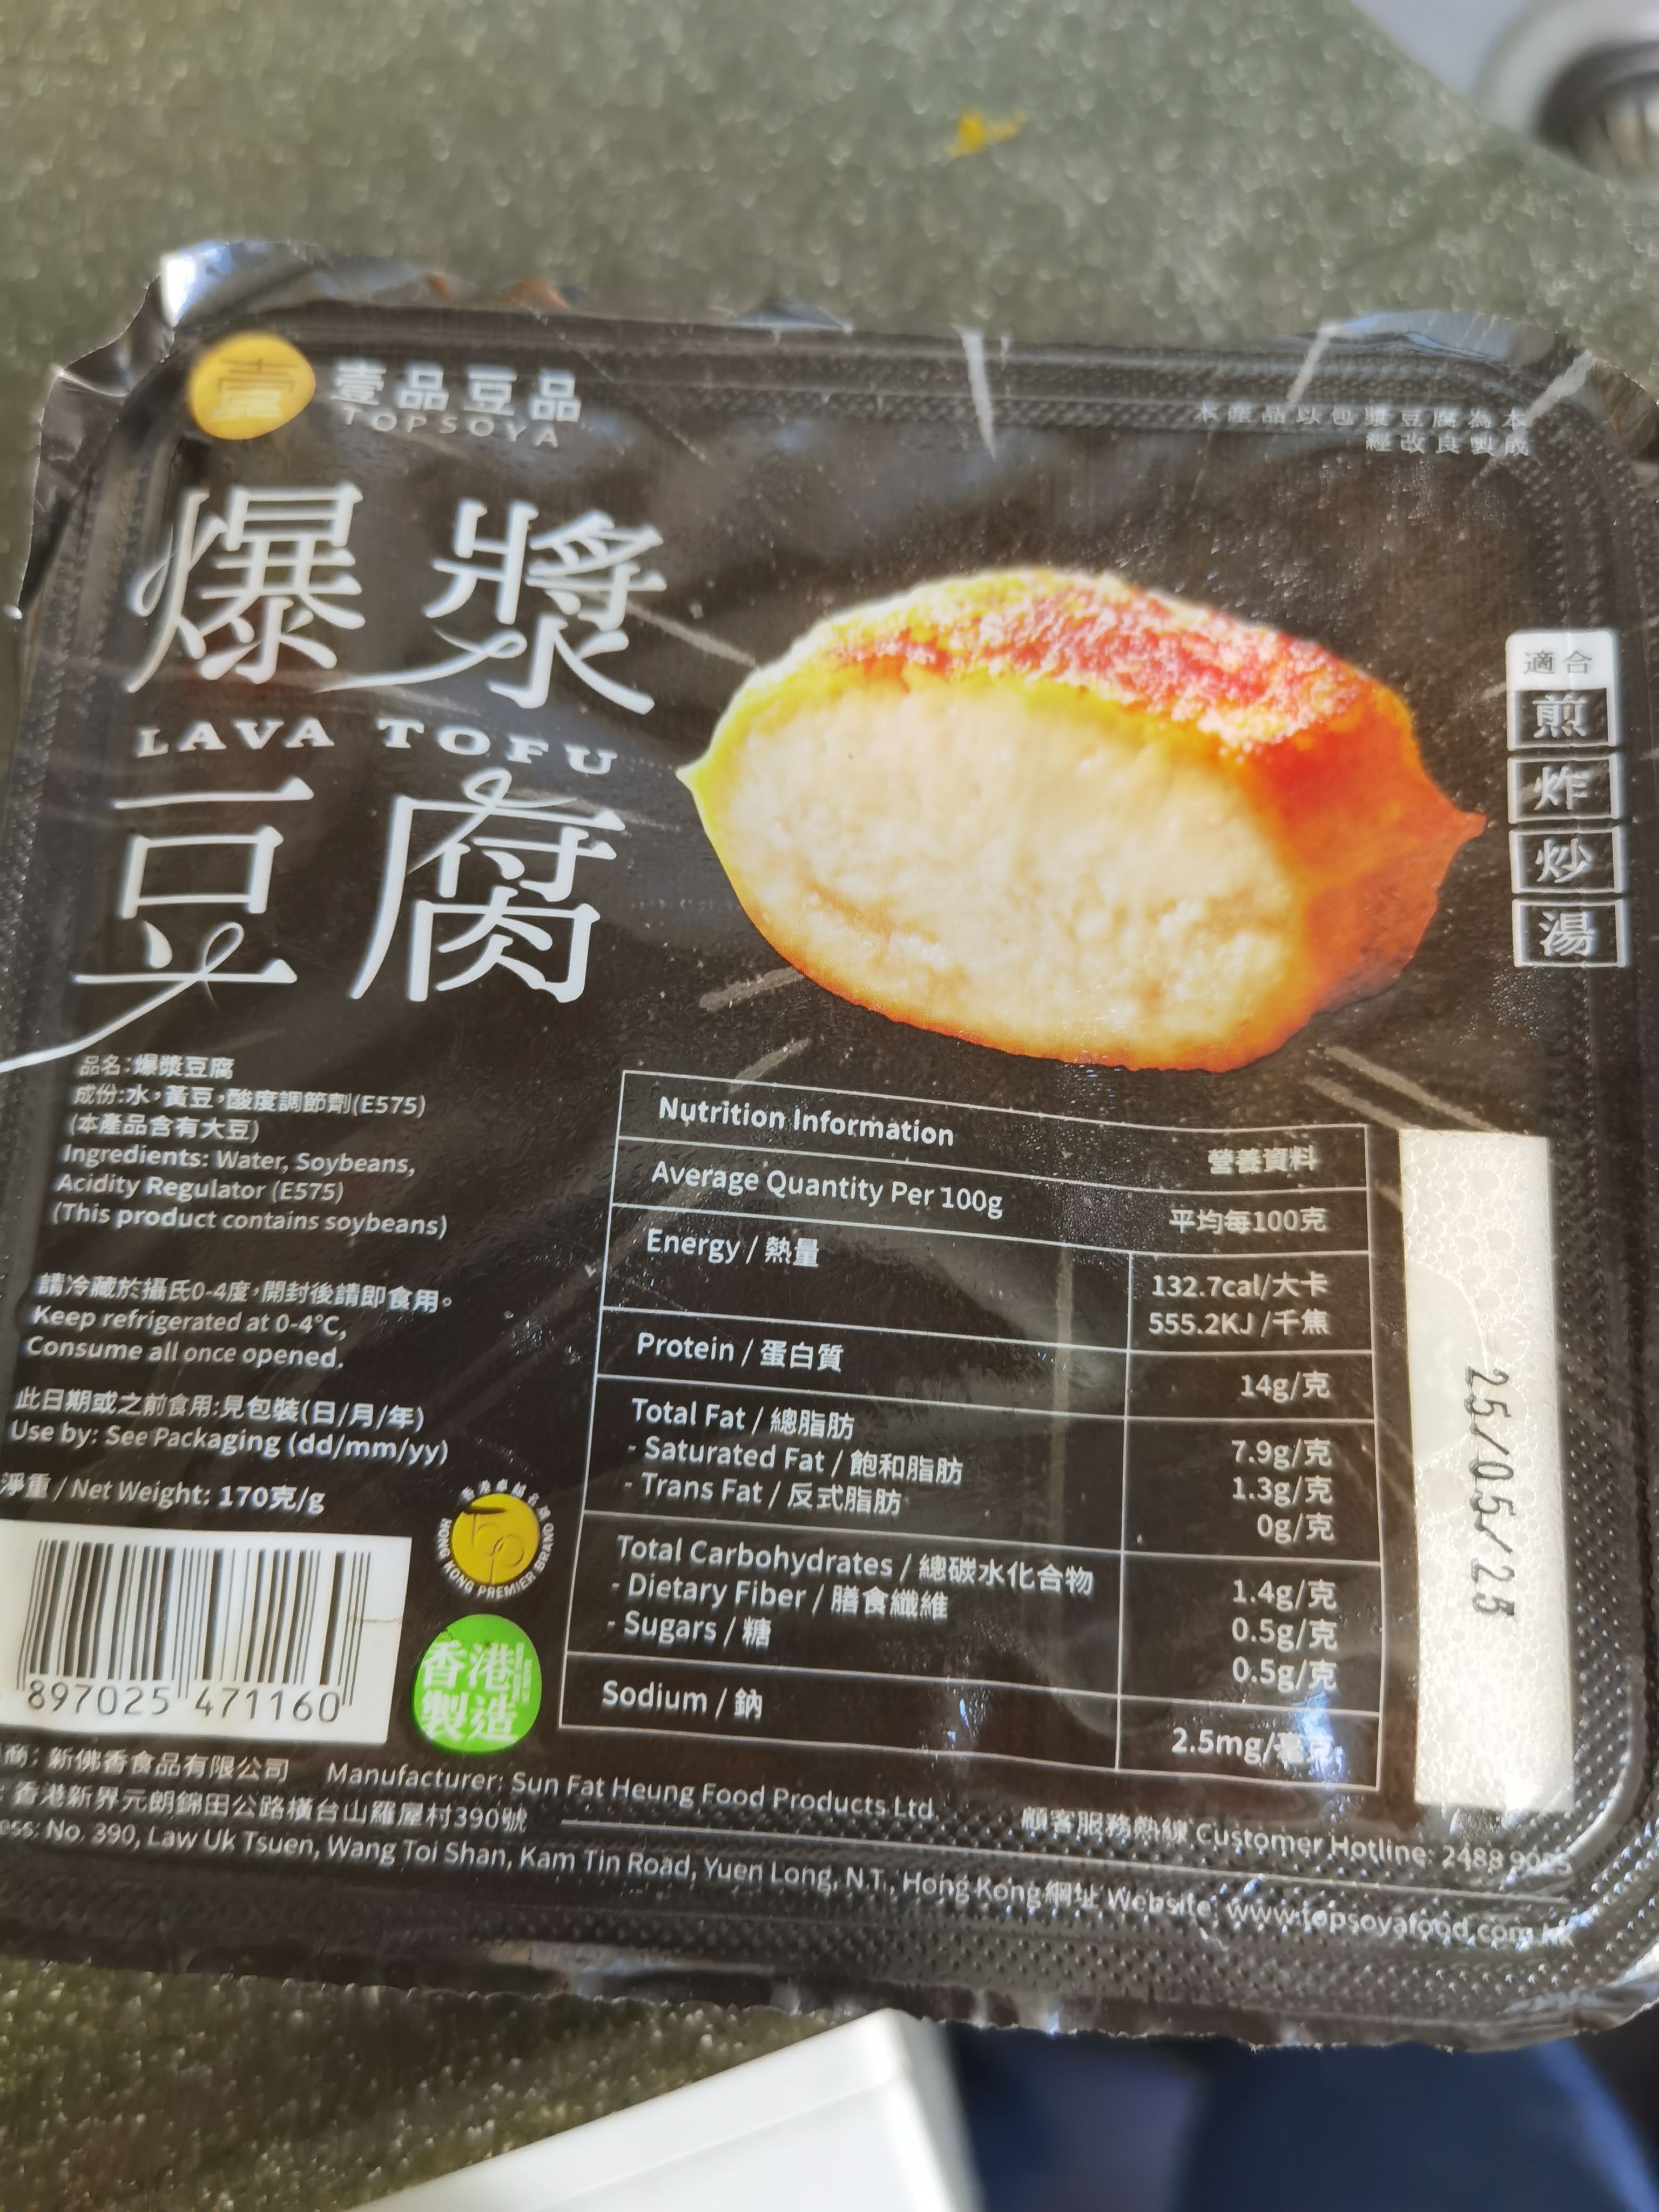 壹品豆品
TOPSOYA
本產品以包漿豆腐為本
經改良製成
爆漿
LAVA TOFU
豆腐
適合
煎
炸
炒
湯
品名:爆漿豆腐
成份:水,黃豆,酸度調節劑(E575)
(本產品含有大豆)
Ingredients: Water, Soybeans,
Acidity Regulator (E575)
(This product contains soybeans)
請冷藏於攝氏0-4度,開封後請即食用。
Keep refrigerated at 0-4°C,
Consume all once opened.
此日期或之前食用:見包裝(日/月/年)
Use by: See Packaging (dd/mm/yy)
淨重 / Net Weight: 170克/g
香港卓越名牌
HONG KONG PREMIER BRAND
香港
製造
897025 471160
Nutrition Information 營養資料
Average Quantity Per 100g 平均每100克
Energy / 熱量 132.7cal/大卡
555.2KJ /千焦
Protein / 蛋白質 14g/克
Total Fat / 總脂肪 7.9g/克
- Saturated Fat / 飽和脂肪 1.3g/克
- Trans Fat / 反式脂肪 0g/克
Total Carbohydrates / 總碳水化合物 1.4g/克
- Dietary Fiber / 膳食纖維 0.5g/克
- Sugars / 糖 0.5g/克
Sodium / 鈉 2.5mg/毫克
25/05/25
商: 新佛香食品有限公司 Manufacturer: Sun Fat Heung Food Products Ltd.
: 香港新界元朗錦田公路橫台山羅屋村390號
顧客服務熱線 Customer Hotline: 2488 9025
ess: No. 390, Law Uk Tsuen, Wang Toi Shan, Kam Tin Road, Yuen Long, N.T., Hong Kong 網址 Website: www.topsoyafood.com.hk